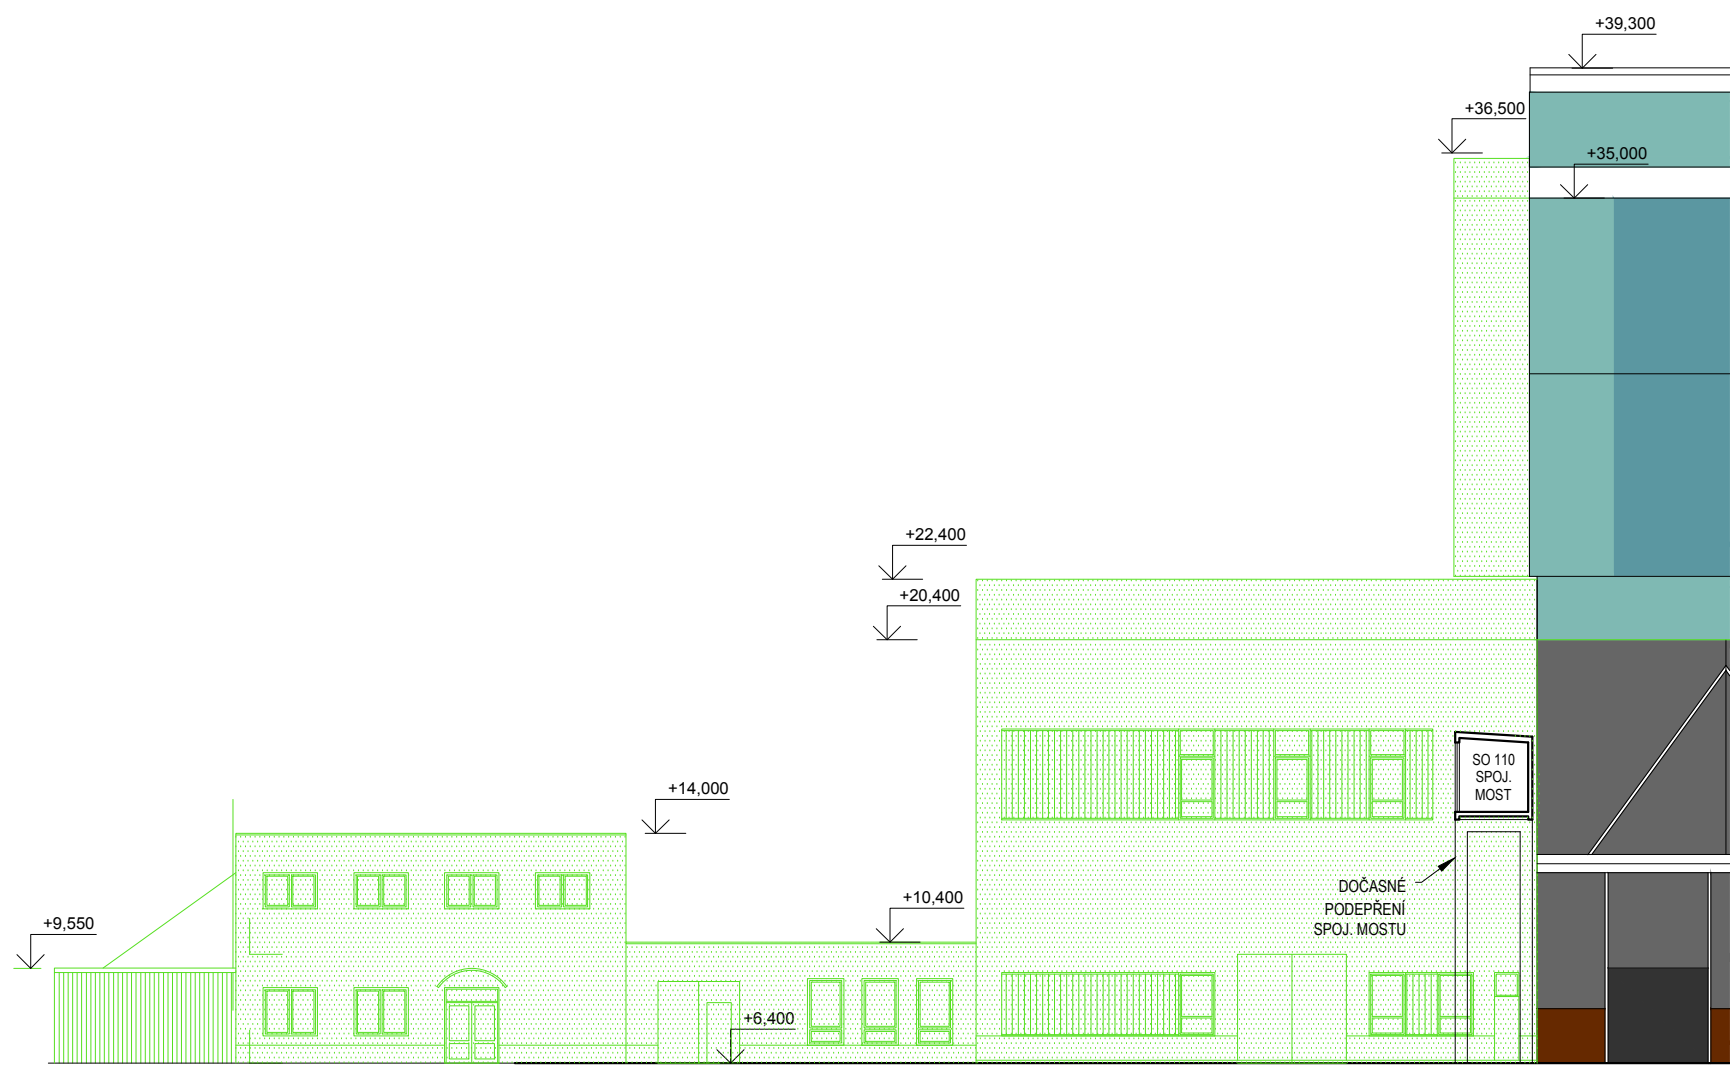 +39,300
+36,500
+35,000
+22,400
+20,400
SO 110
SPOJ.
MOST
+14,000
DOČASNÉ
PODEPŘENÍ
SPOJ. MOSTU
+10,400
+9,550
+6,400